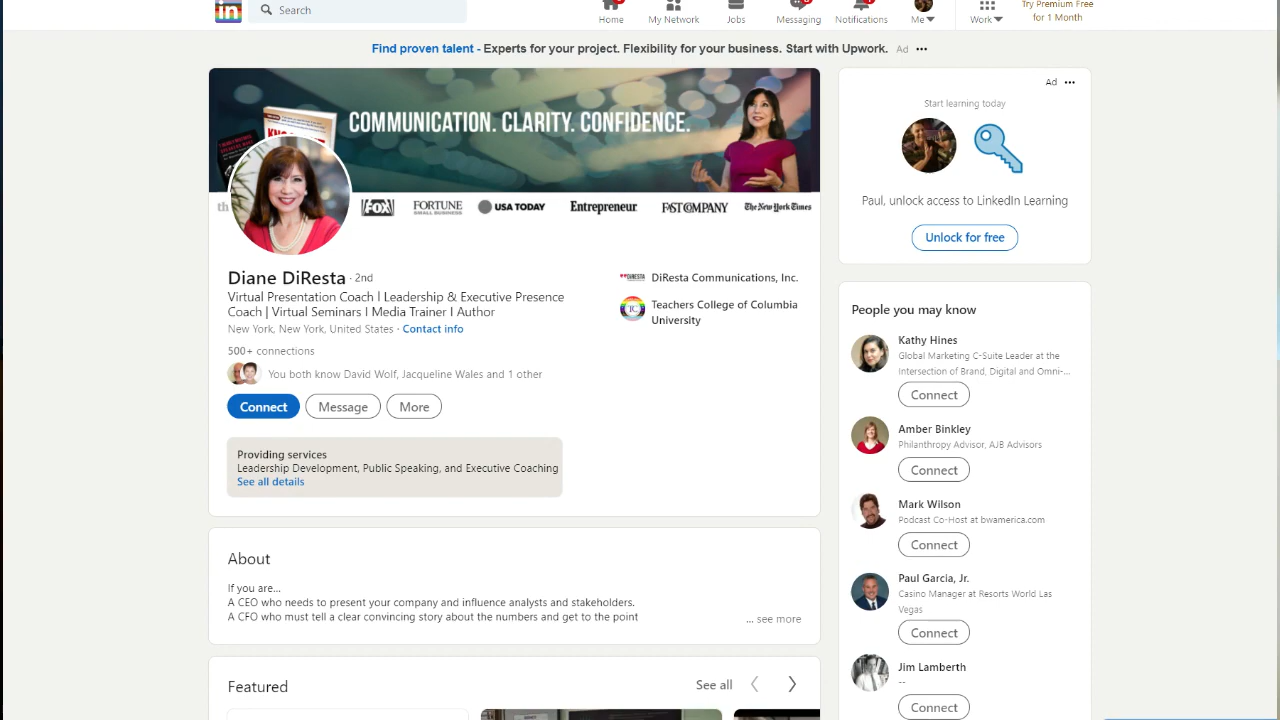 in
Search
Home
My Network
Jobs
Messaging
Notifications
Me
Work
Try Premium Free
for 1 Month
Find proven talent - Experts for your project. Flexibility for your business. Start with Upwork. Ad
COMMUNICATION. CLARITY. CONFIDENCE.
th
FOX
FORTUNE
SMALL BUSINESS
USA TODAY
Entrepreneur
FAST COMPANY
The New York Times
Diane DiResta · 2nd
Virtual Presentation Coach | Leadership & Executive Presence
Coach | Virtual Seminars I Media Trainer I Author
New York, New York, United States · Contact info
500+ connections
You both know David Wolf, Jacqueline Wales and 1 other
Connect
Message
More
DIRESTA
DiResta Communications, Inc.
TC
Teachers College of Columbia
University
Providing services
Leadership Development, Public Speaking, and Executive Coaching
See all details
About
If you are...
A CEO who needs to present your company and influence analysts and stakeholders.
A CFO who must tell a clear convincing story about the numbers and get to the point
... see more
Featured
See all
Ad
Start learning today
Paul, unlock access to LinkedIn Learning
Unlock for free
People you may know
Kathy Hines
Global Marketing C-Suite Leader at the
Intersection of Brand, Digital and Omni-...
Connect
Amber Binkley
Philanthropy Advisor, AJB Advisors
Connect
Mark Wilson
Podcast Co-Host at bwamerica.com
Connect
Paul Garcia, Jr.
Casino Manager at Resorts World Las
Vegas
Connect
Jim Lamberth
--
Connect